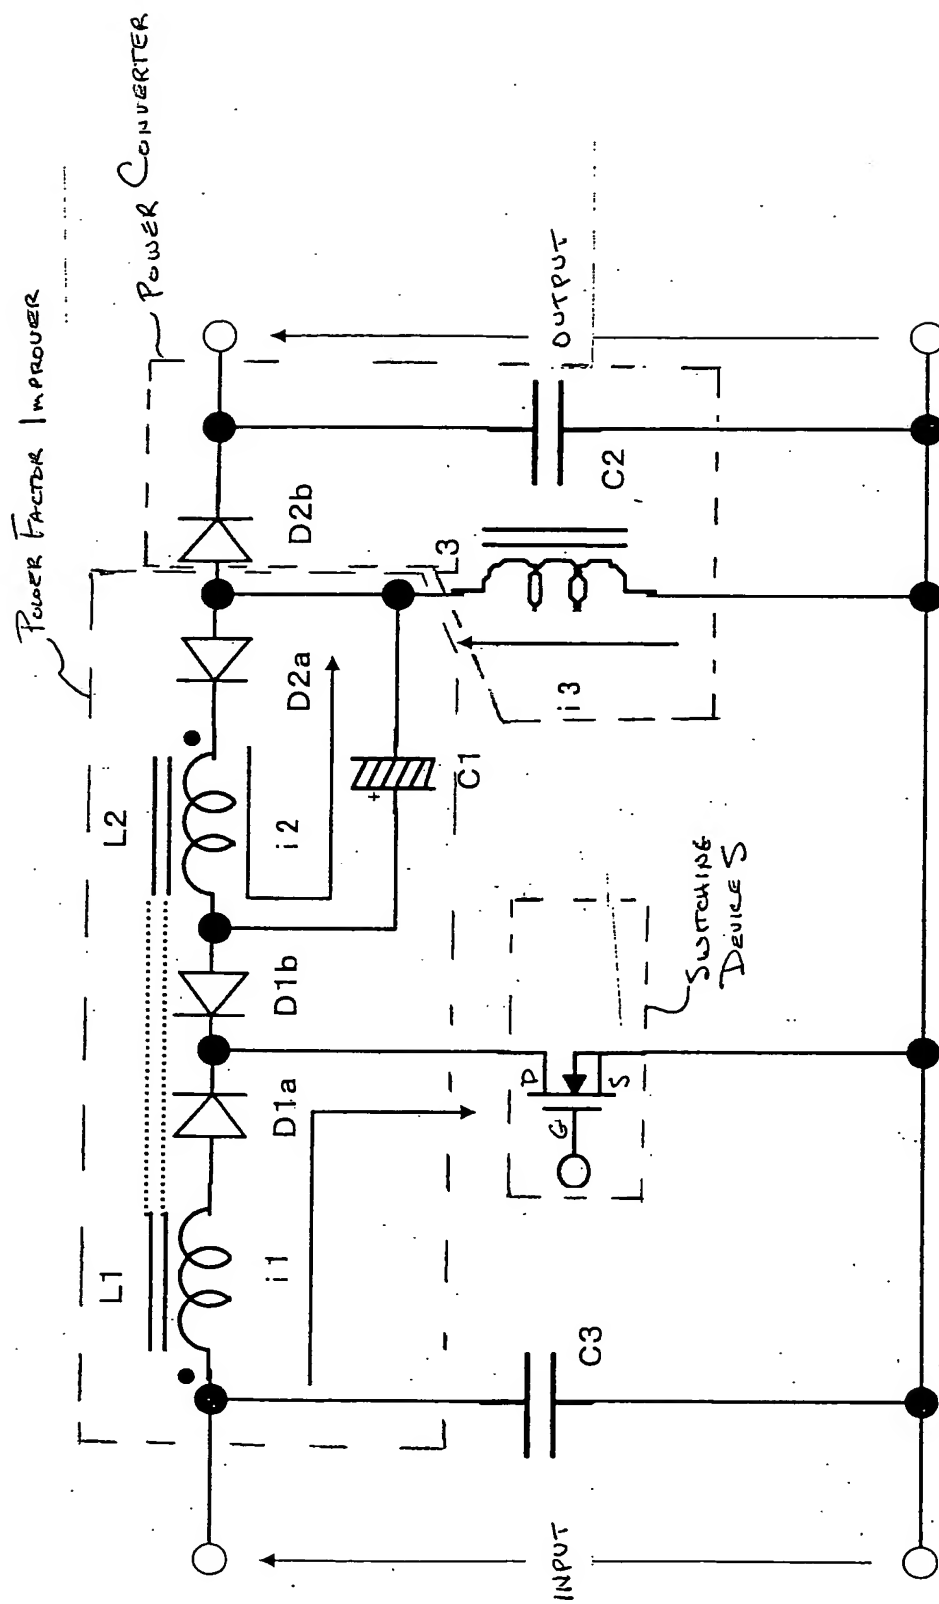 POWER FACTOR IMPROVER
POWER CONVERTER
L1
L2
D1a
D1b
D2a
D2b
i1
i2
C1
+
3
i3
C3
C2
D
G
S
SWITCHING
DEVICE S
INPUT
OUTPUT